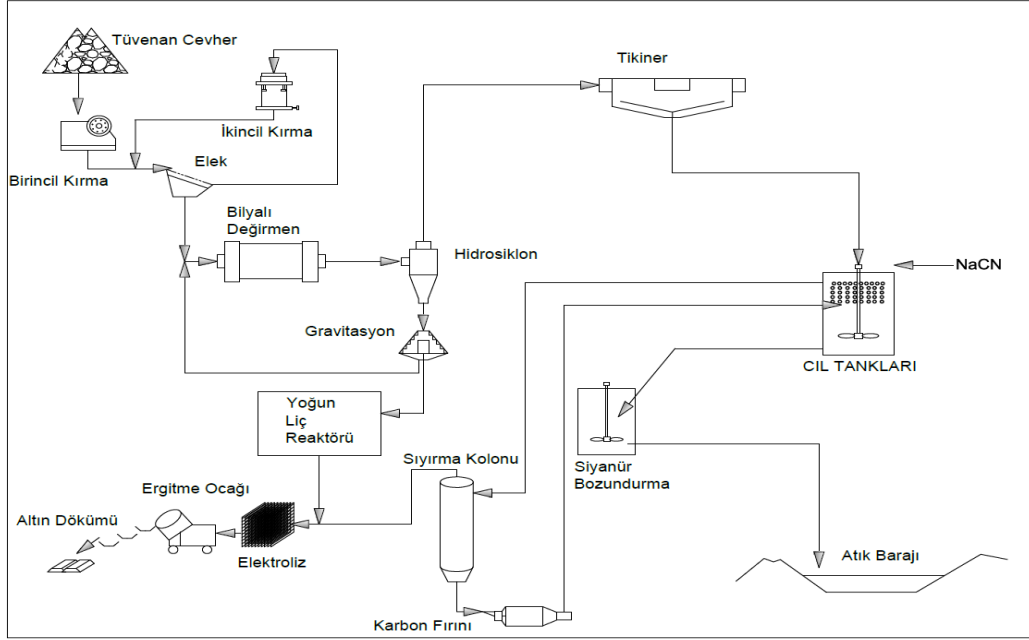 Tüvenan Cevher
Tikiner
İkincil Kırma
Elek
Birincil Kırma
Bilyalı
Değirmen
Hidrosiklon
NaCN
Gravitasyon
CIL TANKLARI
Yoğun
Liç
Reaktörü
Sıyırma Kolonu
Siyanür
Bozundurma
Ergitme Ocağı
Altın Dökümü
Elektroliz
Atık Barajı
Karbon Fırını